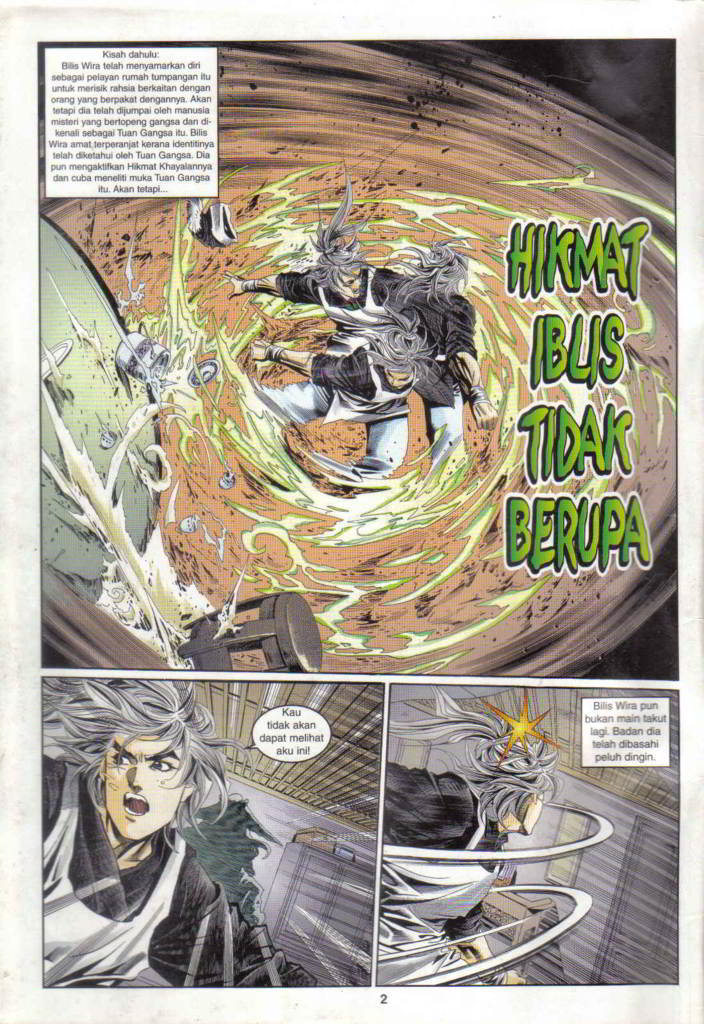 Kisah dahulu:
Bilis Wira telah menyamarkan diri
sebagai pelayan rumah tumpangan itu
untuk merisik rahsia berkaitan dengan
orang yang berpakat dengannya. Akan
tetapi dia telah dijumpai oleh manusia
misteri yang bertopeng gangsa dan di-
kenali sebagai Tuan Gangsa itu. Bilis
Wira amat terperanjat kerana identitinya
telah diketahui oleh Tuan Gangsa. Dia
pun mengaktifkan Hikmat Khayalannya
dan cuba meneliti muka Tuan Gangsa
itu. Akan tetapi...
HIKMAT
IBLIS
TIDAK
BERUPA
Kau
tidak akan
dapat melihat
aku ini!
Bilis Wira pun
bukan main takut
lagi. Badan dia
telah dibasahi
peluh dingin.
2